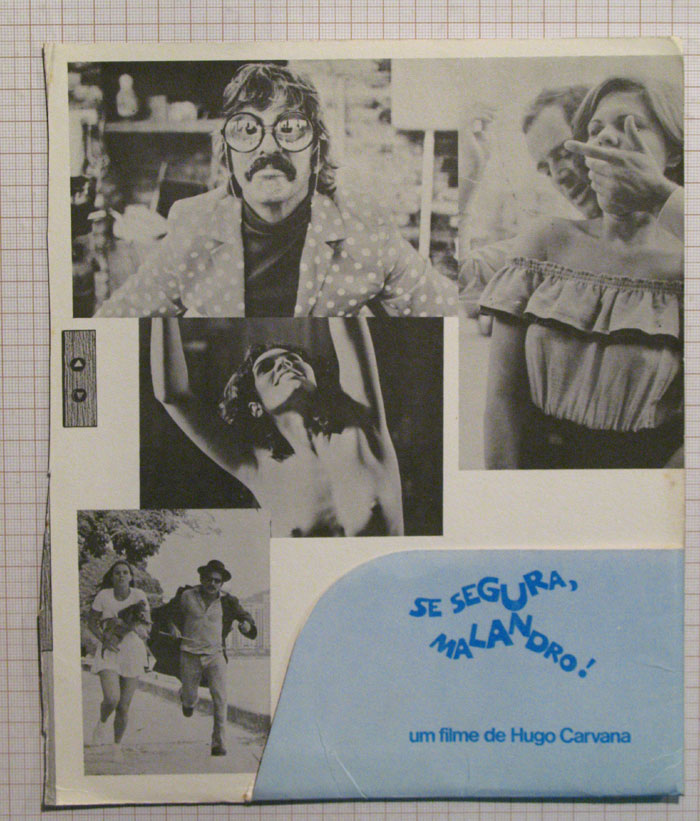 SE SEGURA,
MALANDRO!
um filme de Hugo Carvana